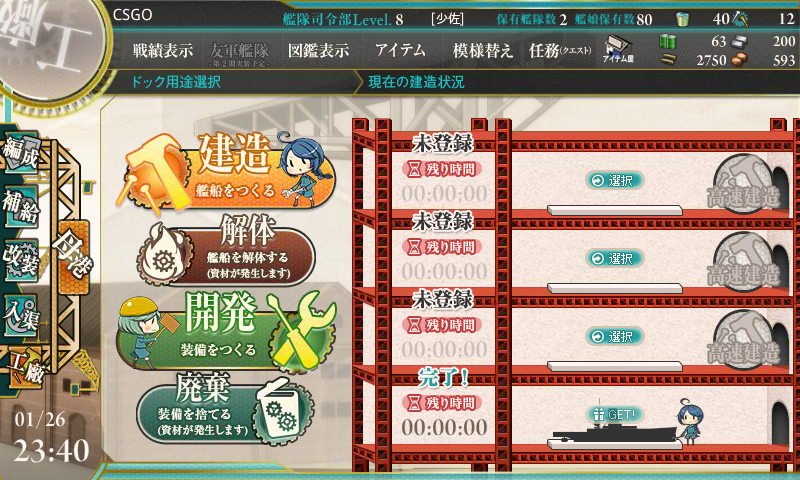 CSGO
艦隊司令部Level. 8 [少佐] 保有艦隊数 2 艦娘保有数 80 40 12
戦績表示 友軍艦隊 図鑑表示 アイテム 模様替え 任務(クエスト) アイテム屋 63 200
第2期実装予定 2750 593
ドック用途選択 現在の建造状況
工廠
編成
補給
改装
入渠
工廠
母港
01/26
23:40
建造
艦船をつくる
解体
艦船を解体する
(資材が発生します)
開発
装備をつくる
廃棄
装備を捨てる
(資材が発生します)
未登録
残り時間
00:00:00
選択
高速建造
未登録
残り時間
00:00:00
選択
高速建造
未登録
残り時間
00:00:00
選択
高速建造
完了!
残り時間
00:00:00
GET!